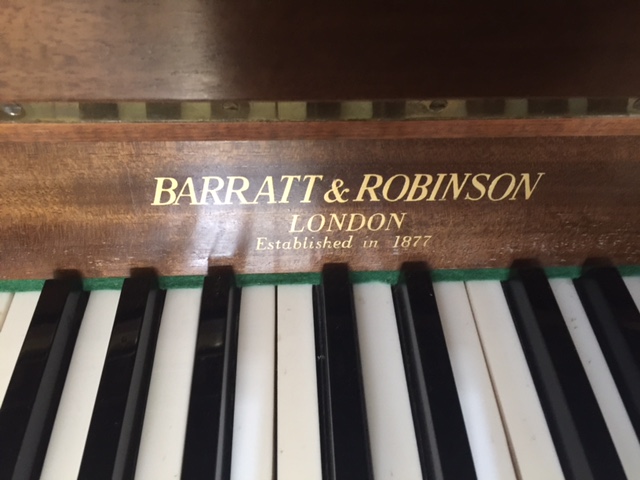 BARRATT & ROBINSON
LONDON
Established in 1877